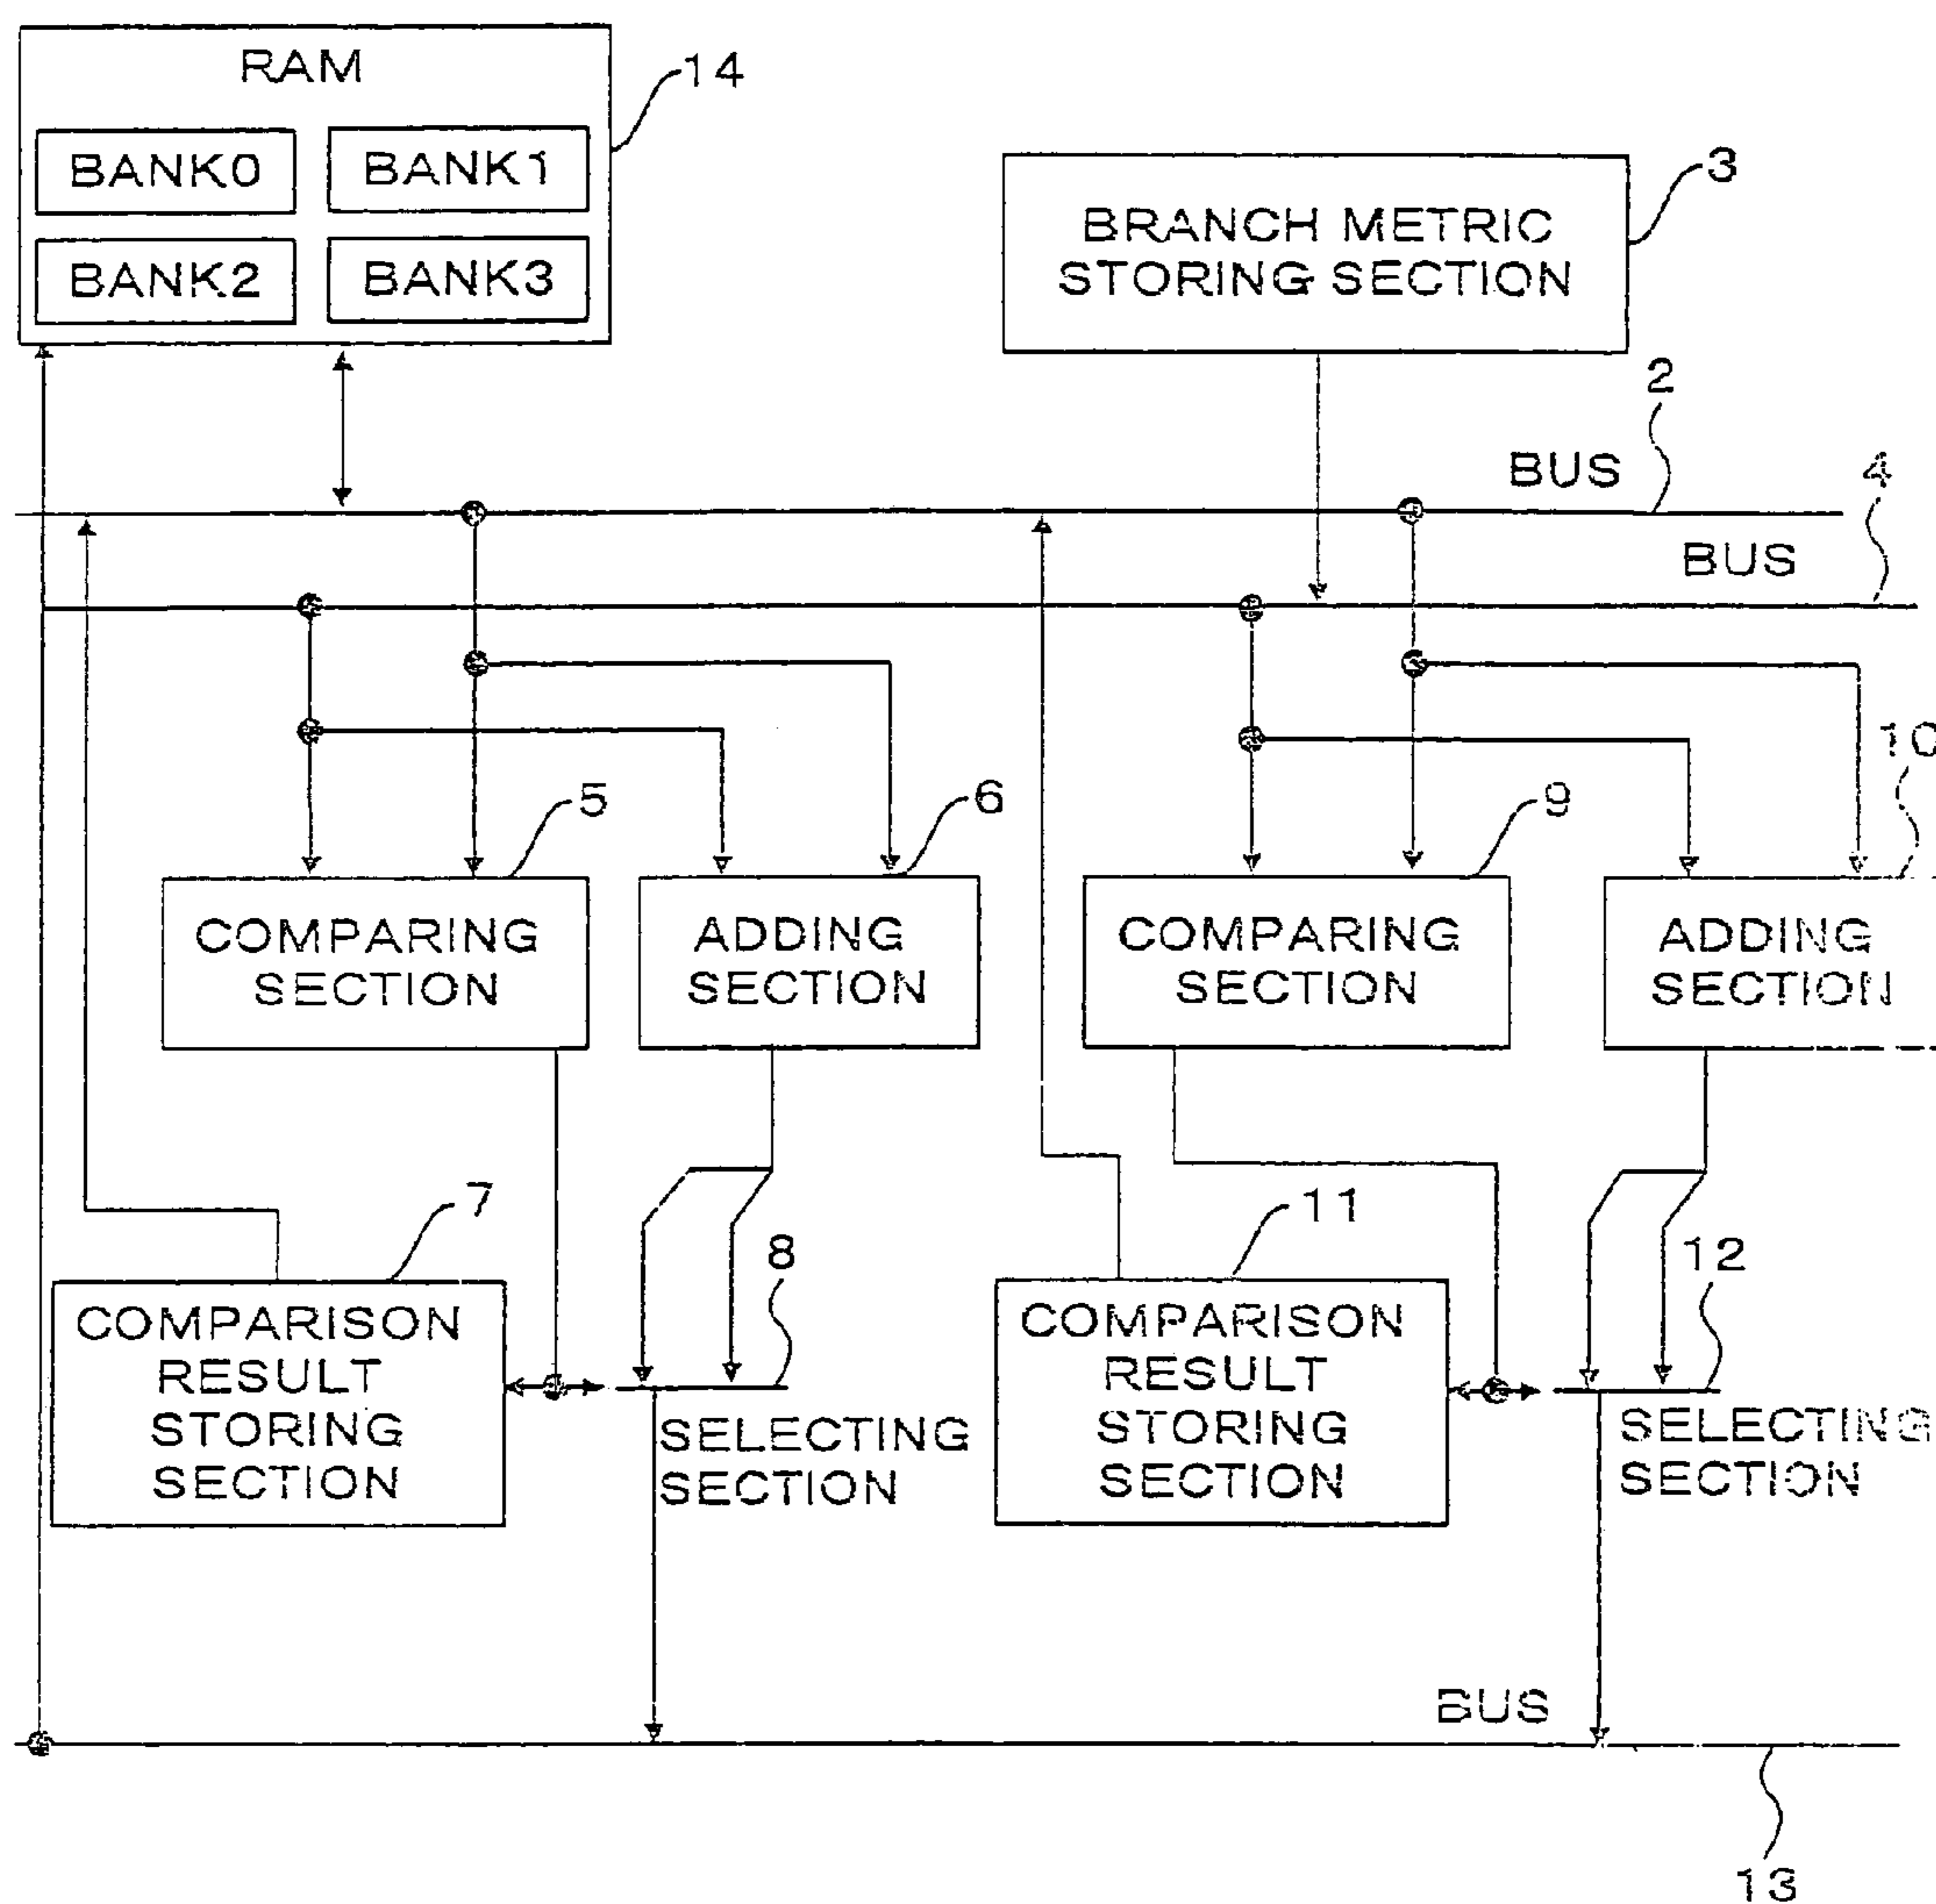 RAM
14
BANK0
BANK1
BANK2
BANK3
BRANCH METRIC
STORING SECTION
3
2
BUS
4
BUS
10
5
6
9
COMPARING
SECTION
ADDING
SECTION
COMPARING
SECTION
ADDING
SECTION
7
8
11
12
COMPARISON
RESULT
STORING
SECTION
SELECTING
SECTION
COMPARISON
RESULT
STORING
SECTION
SELECTING
SECTION
BUS
13